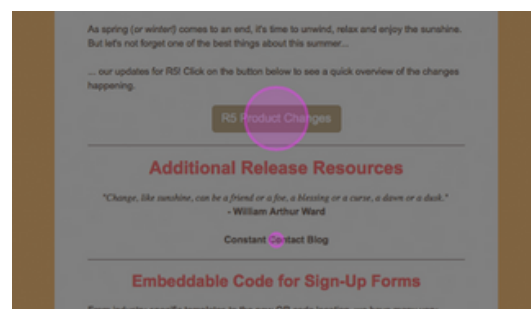 As spring (or winter!) comes to an end, it's time to unwind, relax and enjoy the sunshine.
But let's not forget one of the best things about this summer...
... our updates for R5! Click on the button below to see a quick overview of the changes
happening.
R5 Product Changes
Additional Release Resources
"Change, like sunshine, can be a friend or a foe, a blessing or a curse, a dawn or a dusk."
- William Arthur Ward
Constant Contact Blog
Embeddable Code for Sign-Up Forms